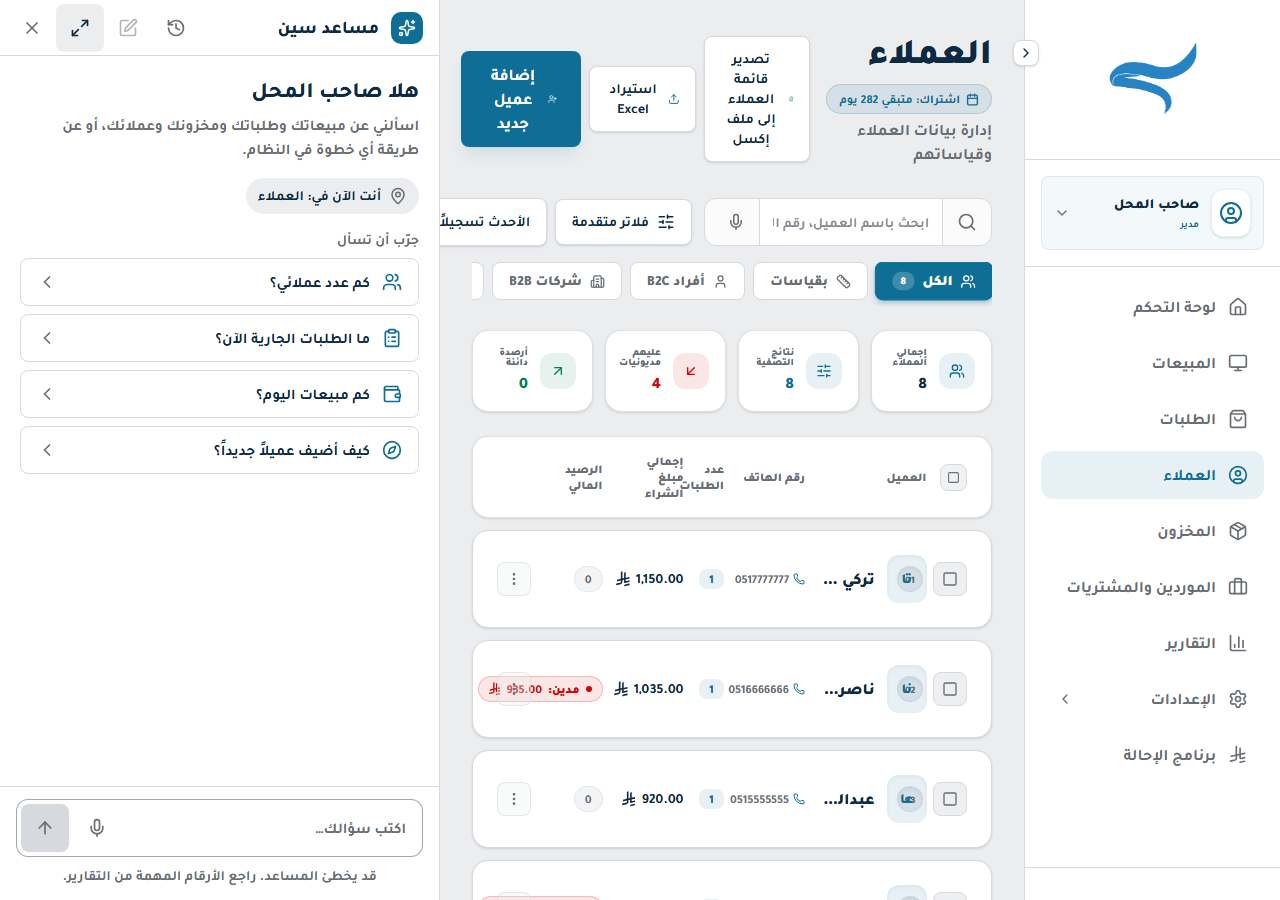 صاحب المحل
مدير
لوحة التحكم
المبيعات
الطلبات
العملاء
المخزون
الموردين والمشتريات
التقارير
الإعدادات
برنامج الإحالة
العملاء
اشتراك: متبقي 282 يوم
إدارة بيانات العملاء
وقياساتهم
تصدير
قائمة
العملاء
إلى ملف
إكسل
استيراد
Excel
إضافة
عميل
جديد
ابحث باسم العميل، رقم ال
فلاتر متقدمة
الأحدث تسجيلاً
الكل 8
بقياسات
أفراد B2C
شركات B2B
إجمالي
العملاء
8
نتائج
التصفية
8
عليهم
مديونيات
4
أرصدة
دائنة
0
العميل
رقم الهاتف
عدد
الطلبات
إجمالي
مبلغ
الشراء
الرصيد
المالي
تركي ... 0517777777 1 1,150.00 0
ناصر... 0516666666 1 1,035.00 مدين:
عبدال... 0515555555 1 920.00 0
مساعد سين
هلا صاحب المحل
اسألني عن مبيعاتك وطلباتك ومخزونك وعملائك، أو عن
طريقة أي خطوة في النظام.
أنت الآن في: العملاء
جرّب أن تسأل
كم عدد عملائي؟
ما الطلبات الجارية الآن؟
كم مبيعات اليوم؟
كيف أضيف عميلاً جديداً؟
اكتب سؤالك...
قد يخطئ المساعد. راجع الأرقام المهمة من التقارير.